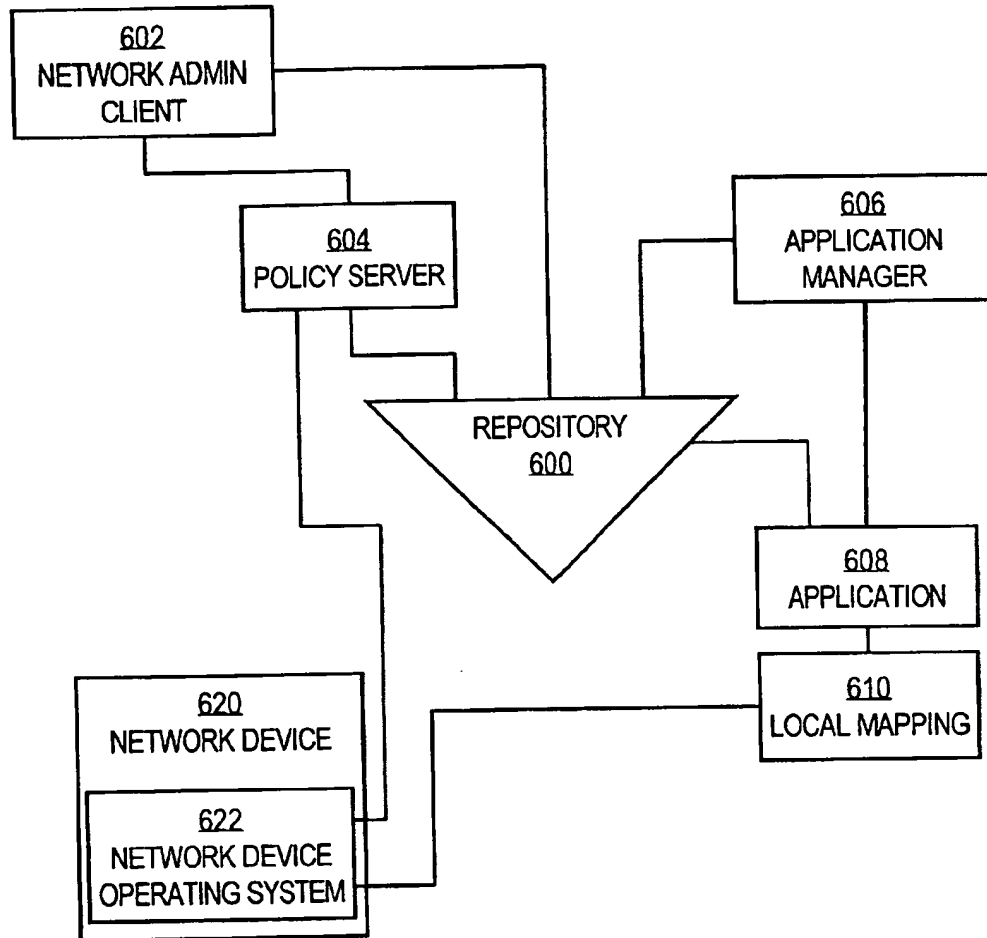 602
NETWORK ADMIN
CLIENT
604
POLICY SERVER
606
APPLICATION
MANAGER
REPOSITORY
600
608
APPLICATION
610
LOCAL MAPPING
620
NETWORK DEVICE
622
NETWORK DEVICE
OPERATING SYSTEM